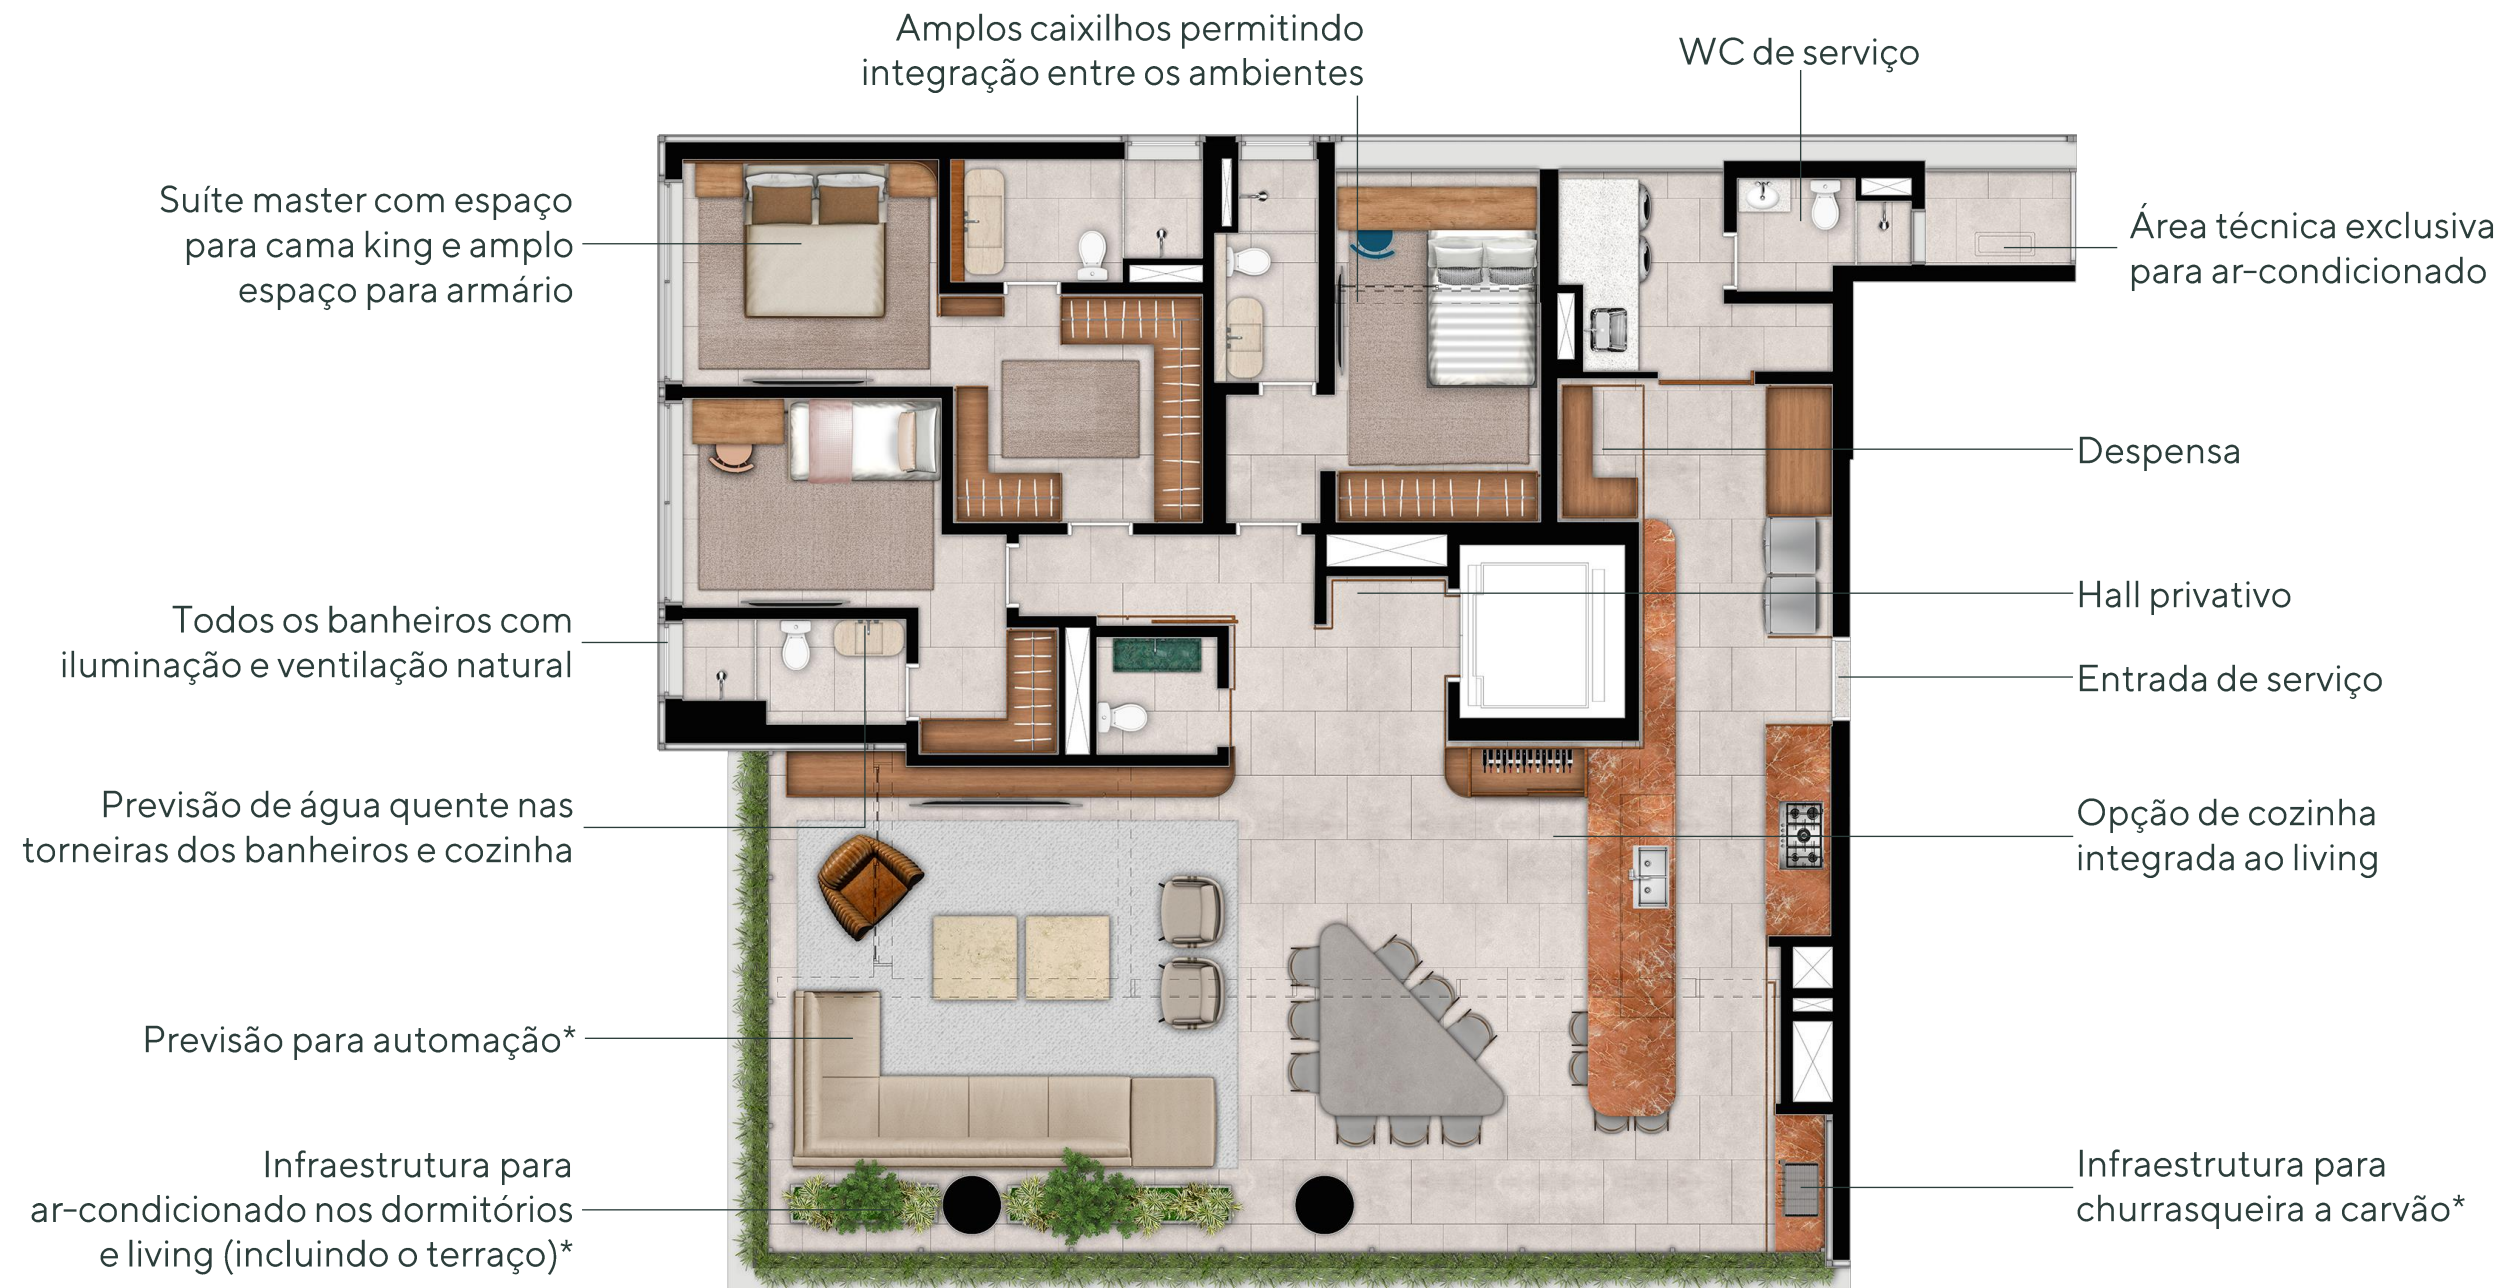 Amplos caixilhos permitindo
integração entre os ambientes
WC de serviço
Suíte master com espaço
para cama king e amplo
espaço para armário
Área técnica exclusiva
para ar-condicionado
Despensa
Hall privativo
Todos os banheiros com
iluminação e ventilação natural
Entrada de serviço
Previsão de água quente nas
torneiras dos banheiros e cozinha
Opção de cozinha
integrada ao living
Previsão para automação*
Infraestrutura para
ar-condicionado nos dormitórios
e living (incluindo o terraço)*
Infraestrutura para
churrasqueira a carvão*